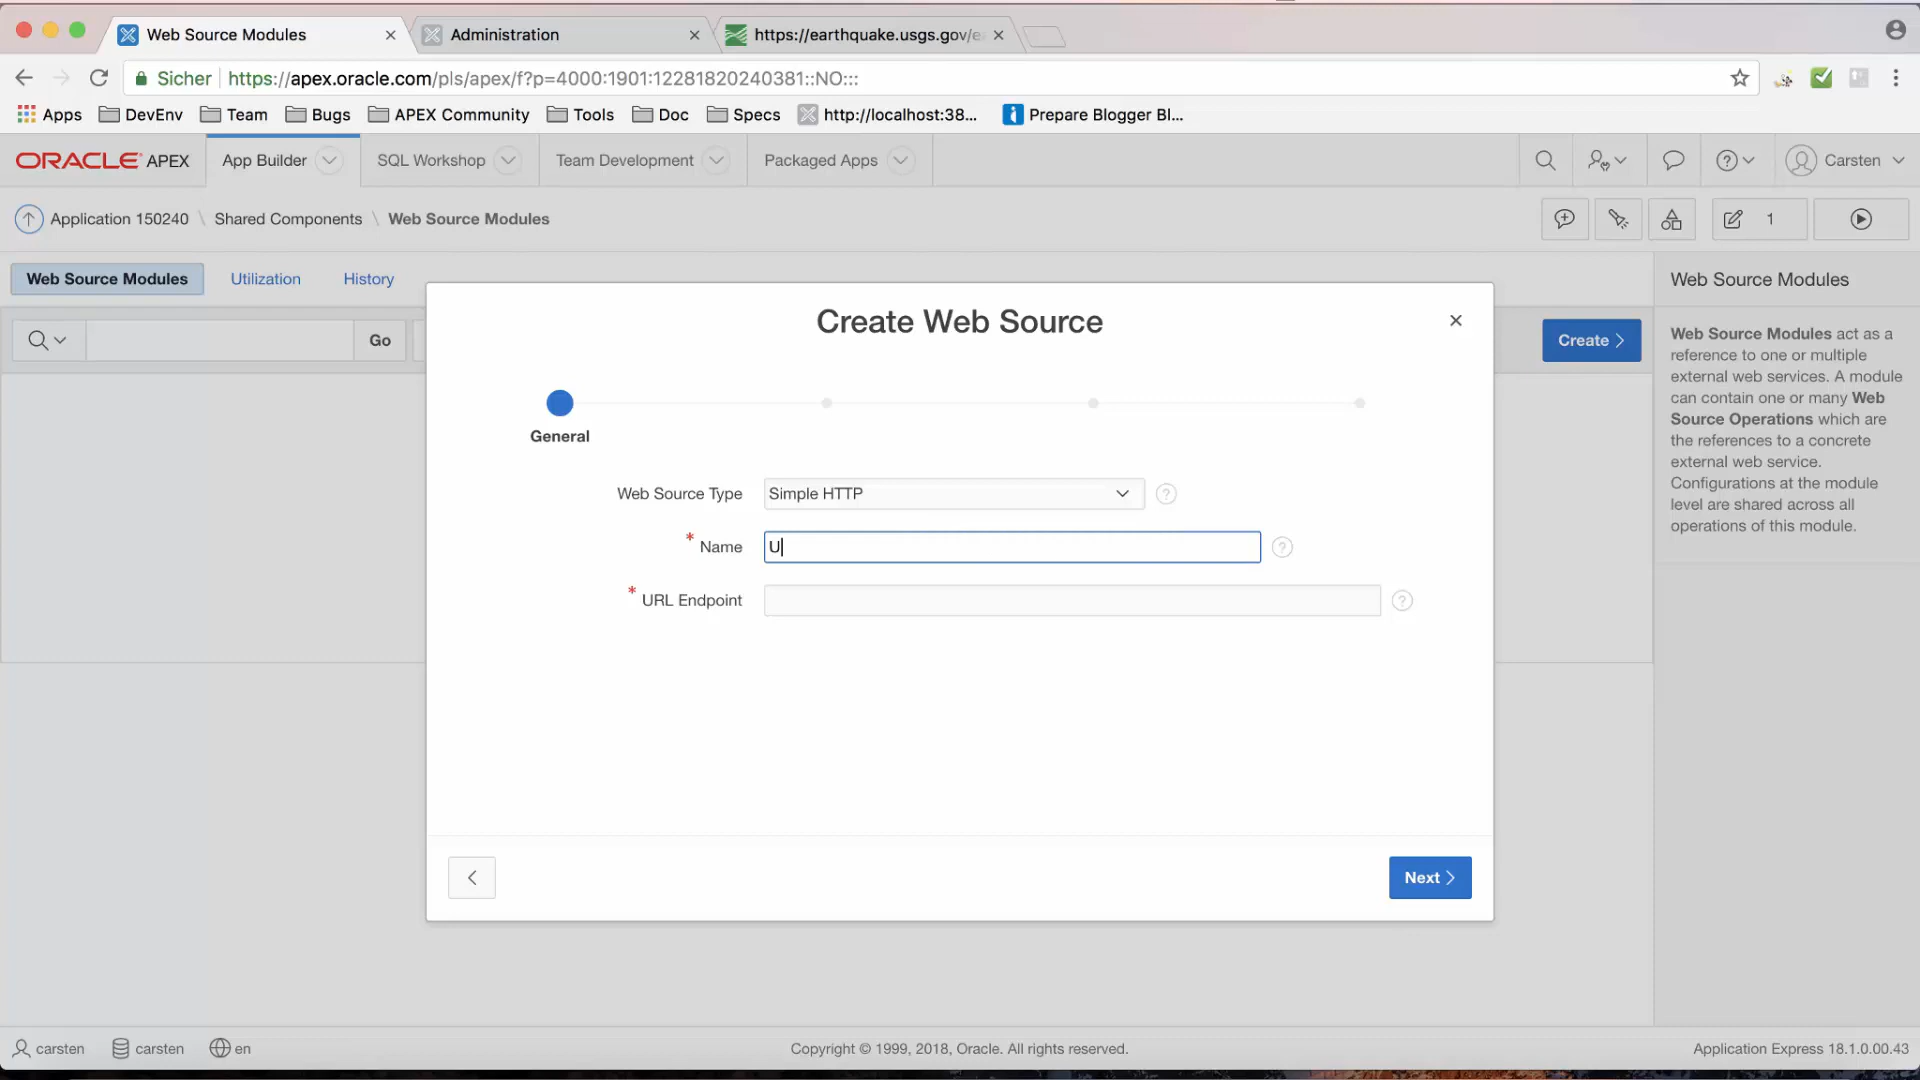 Web Source Modules
Administration
https://earthquake.usgs.gov/ea
Sicher https://apex.oracle.com/pls/apex/f?p=4000:1901:12281820240381::NO:::
Apps DevEnv Team Bugs APEX Community Tools Doc Specs http://localhost:38... Prepare Blogger Bl...
ORACLE APEX App Builder SQL Workshop Team Development Packaged Apps Carsten
Application 150240 \ Shared Components \ Web Source Modules 1
Web Source Modules Utilization History
Go
Create
Create Web Source
General
Web Source Type Simple HTTP
* Name U
* URL Endpoint
Next
Web Source Modules
Web Source Modules act as a
reference to one or multiple
external web services. A module
can contain one or many Web
Source Operations which are
the references to a concrete
external web service.
Configurations at the module
level are shared across all
operations of this module.
carsten carsten en
Copyright © 1999, 2018, Oracle. All rights reserved.
Application Express 18.1.0.00.43